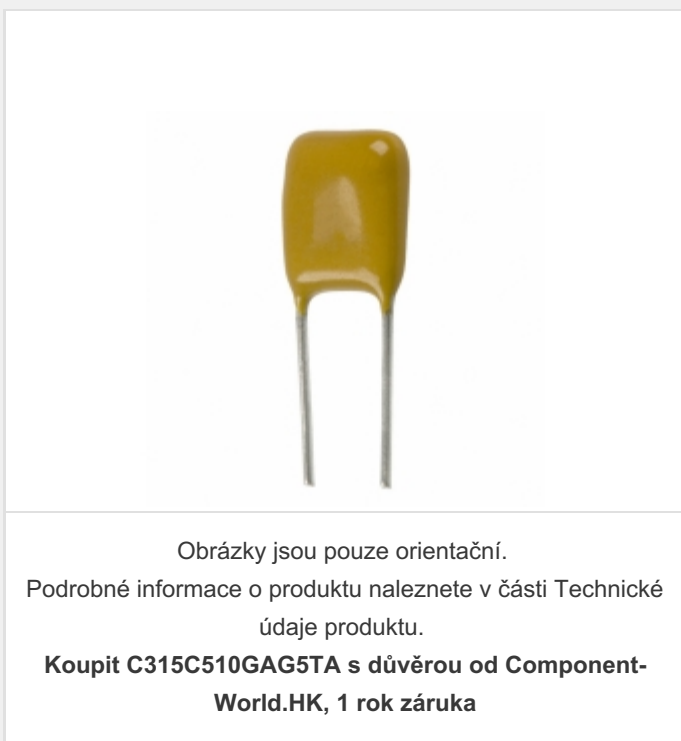 Obrázky jsou pouze orientační.
Podrobné informace o produktu naleznete v části Technické
údaje produktu.
Koupit C315C510GAG5TA s důvěrou od Component-
World.HK, 1 rok záruka